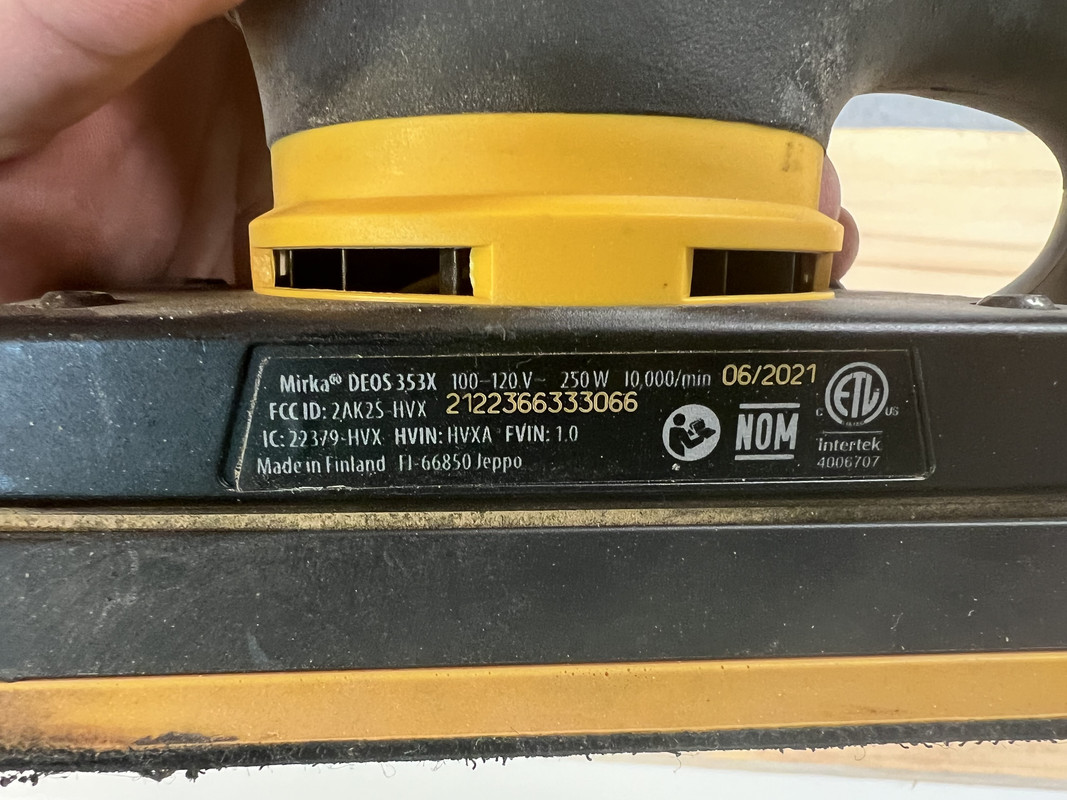 Mirka® DEOS 353X 100-120 V~ 250 W 10,000/min 06/2021
FCC ID: 2AK2S-HVX 2122366333066
IC: 22379-HVX HVIN: HVXA FVIN: 1.0
Made in Finland FI-66850 Jeppo
NOM
C ETL US
Intertek
4006707